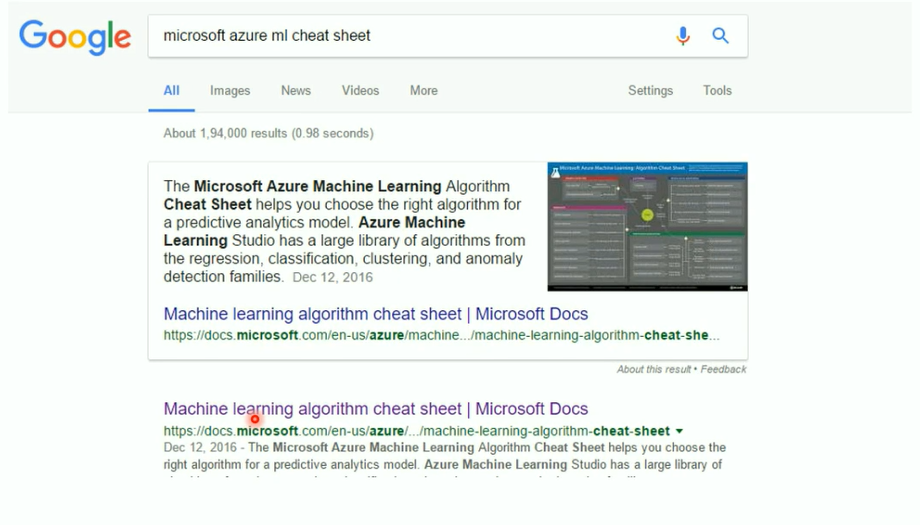 Google
microsoft azure ml cheat sheet
All Images News Videos More Settings Tools
About 1,94,000 results (0.98 seconds)
The Microsoft Azure Machine Learning Algorithm
Cheat Sheet helps you choose the right algorithm for
a predictive analytics model. Azure Machine
Learning Studio has a large library of algorithms from
the regression, classification, clustering, and anomaly
detection families. Dec 12, 2016
Microsoft Azure Machine Learning: Algorithm Cheat Sheet
Machine learning algorithm cheat sheet | Microsoft Docs
https://docs.microsoft.com/en-us/azure/machine.../machine-learning-algorithm-cheat-she...
About this result • Feedback
Machine learning algorithm cheat sheet | Microsoft Docs
https://docs.microsoft.com/en-us/azure/.../machine-learning-algorithm-cheat-sheet
Dec 12, 2016 - The Microsoft Azure Machine Learning Algorithm Cheat Sheet helps you choose the
right algorithm for a predictive analytics model. Azure Machine Learning Studio has a large library of